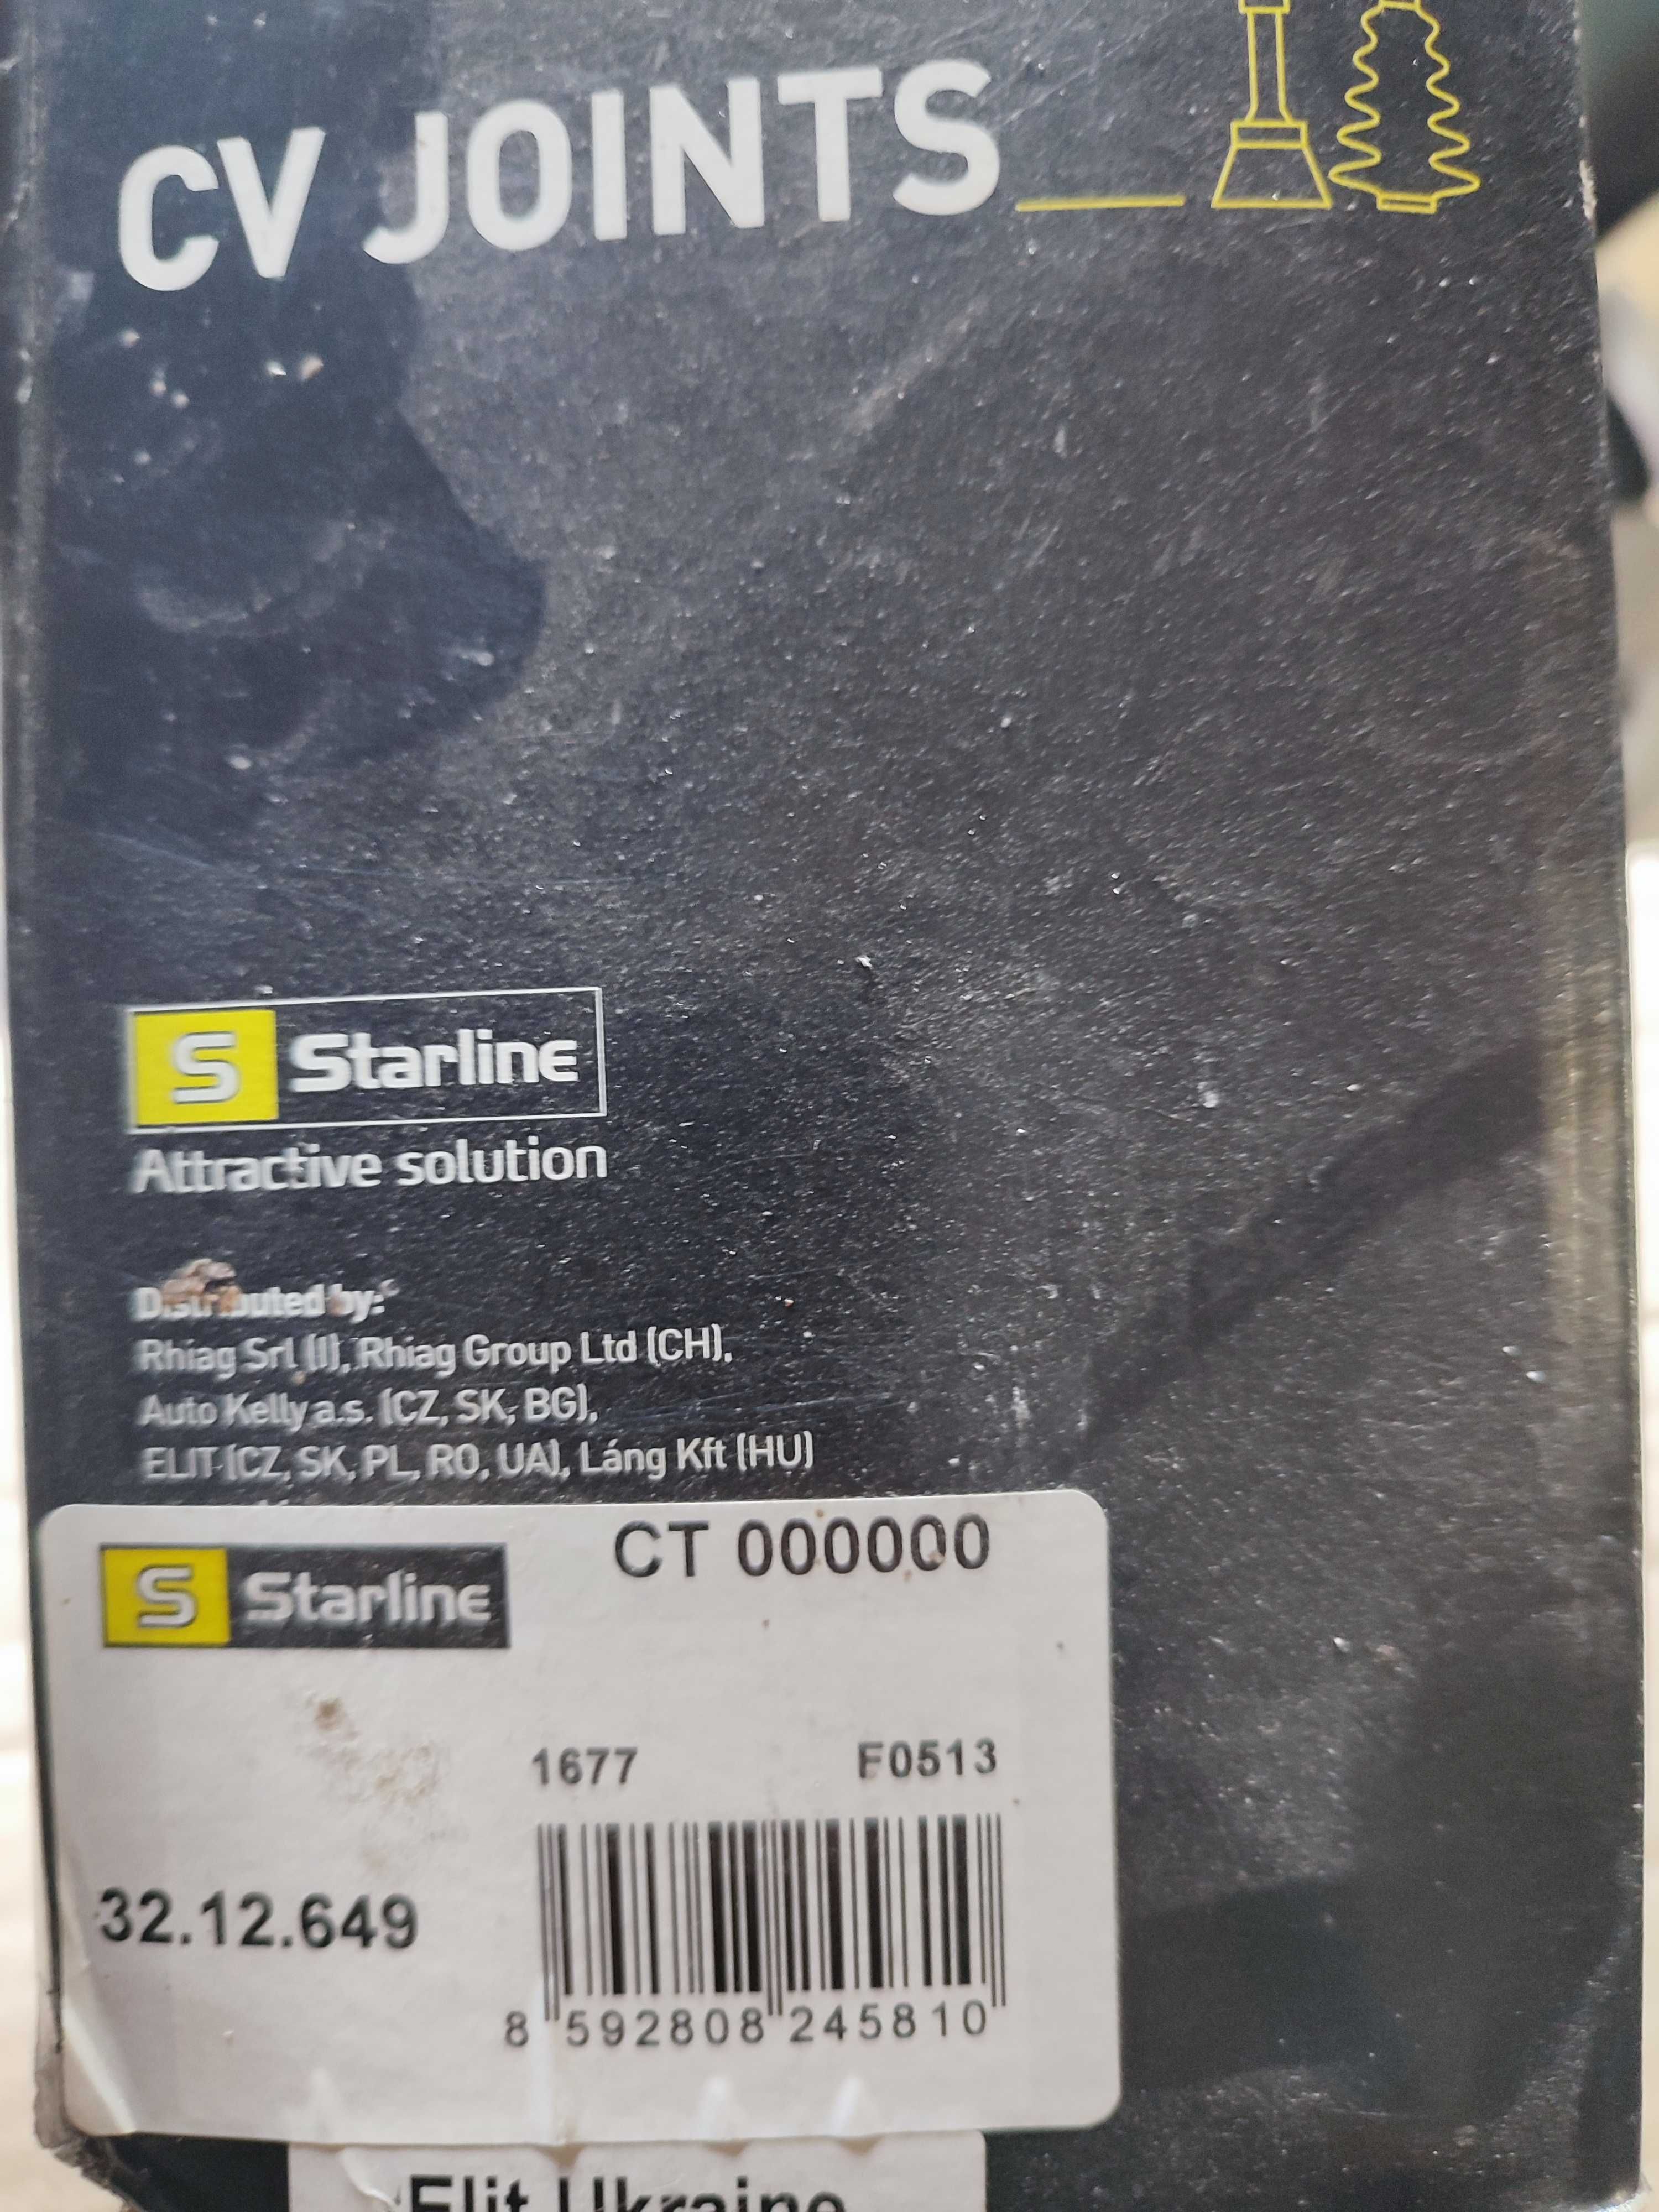 CV JOINTS
S Starline
Attractive solution
Distributed by:
Rhiag Srl (I), Rhiag Group Ltd (CH),
Auto Kelly a.s. (CZ, SK, BG),
ELIT (CZ, SK, PL, RO, UA), Láng Kft (HU)
S Starline
CT 000000
1677 F0513
32.12.649
8 592808 245810
Elit Ukraine